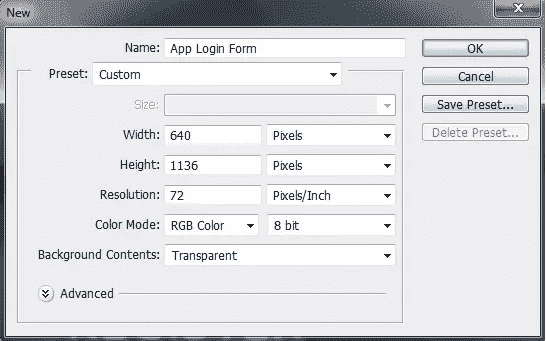 New
Name: App Login Form OK
Preset: Custom Cancel
Size: Save Preset...
Width: 640 Pixels Delete Preset...
Height: 1136 Pixels
Resolution: 72 Pixels/Inch
Color Mode: RGB Color 8 bit
Background Contents: Transparent
Advanced